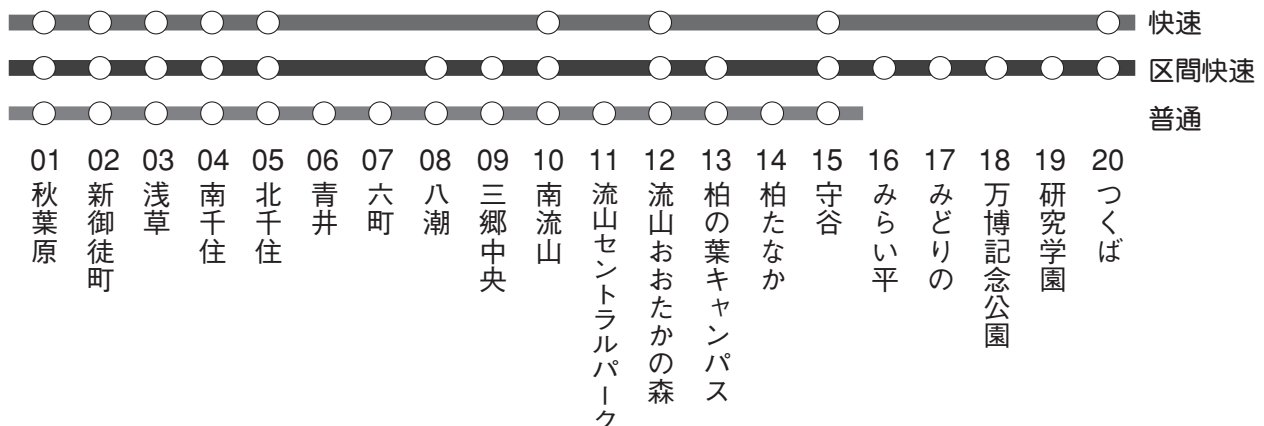 快速
区間快速
普通
01 秋葉原
02 新御徒町
03 浅草
04 南千住
05 北千住
06 青井
07 六町
08 八潮
09 三郷中央
10 南流山
11 流山セントラルパーク
12 流山おおたかの森
13 柏の葉キャンパス
14 柏たなか
15 守谷
16 みらい平
17 みどりの
18 万博記念公園
19 研究学園
20 つくば